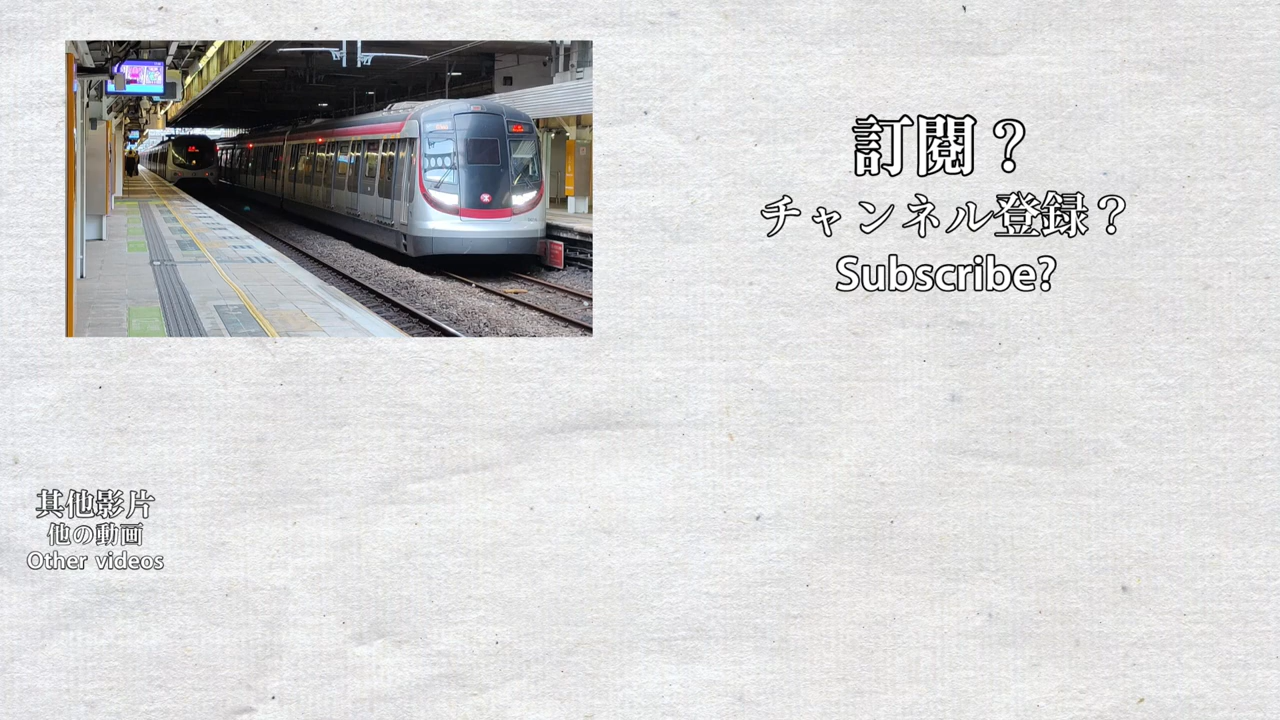 訂閱？
チャンネル登録？
Subscribe?
其他影片
他の動画
Other videos